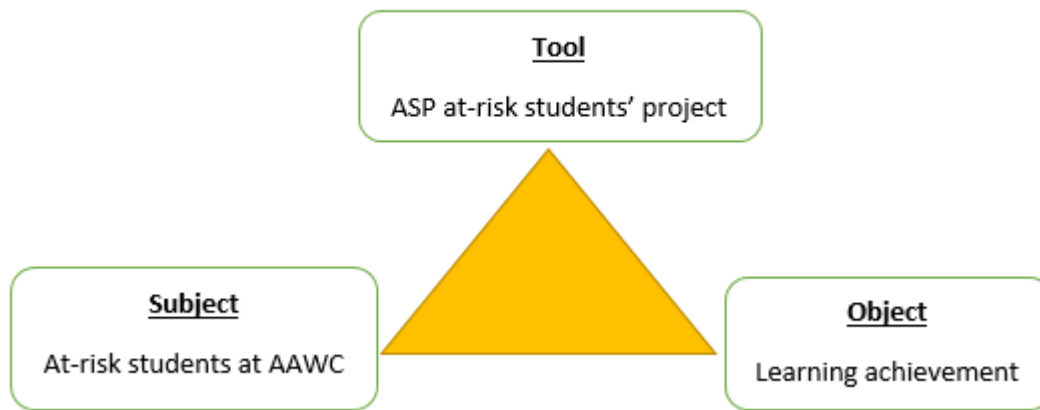 Tool
ASP at-risk students’ project
Subject
At-risk students at AAWC
Object
Learning achievement